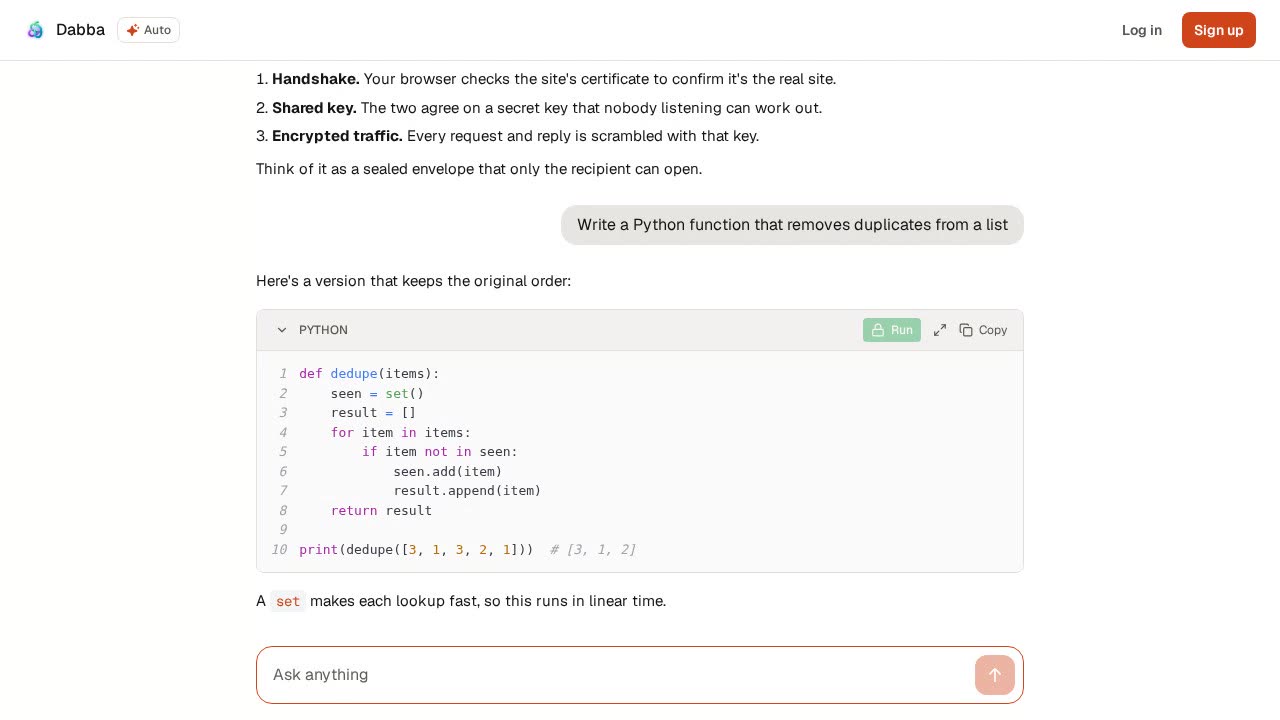 Dabba
Auto
Log in
Sign up
1. Handshake. Your browser checks the site's certificate to confirm it's the real site.
2. Shared key. The two agree on a secret key that nobody listening can work out.
3. Encrypted traffic. Every request and reply is scrambled with that key.
Think of it as a sealed envelope that only the recipient can open.
Write a Python function that removes duplicates from a list
Here's a version that keeps the original order:
PYTHON
Run
Copy
1 def dedupe(items):
2     seen = set()
3     result = []
4     for item in items:
5         if item not in seen:
6             seen.add(item)
7             result.append(item)
8     return result
9
10 print(dedupe([3, 1, 3, 2, 1]))  # [3, 1, 2]
A set makes each lookup fast, so this runs in linear time.
Ask anything